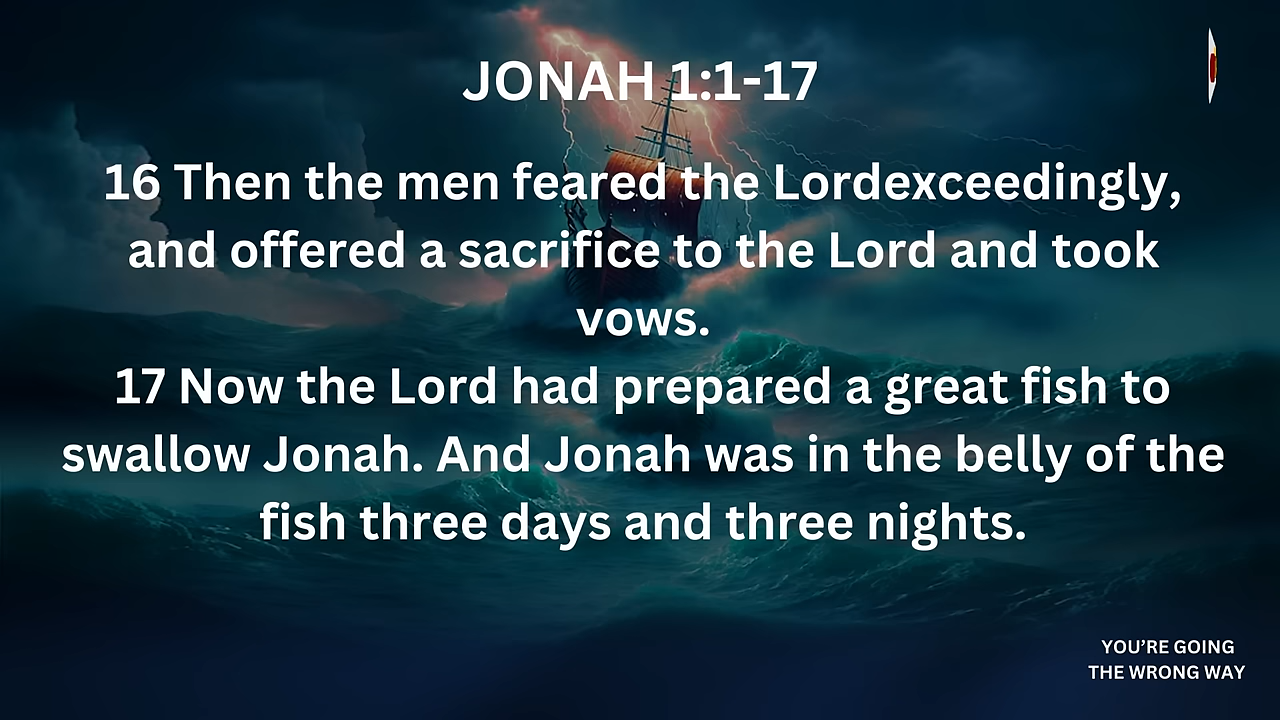 JONAH 1:1-17
16 Then the men feared the Lordexceedingly,
and offered a sacrifice to the Lord and took
vows.
17 Now the Lord had prepared a great fish to
swallow Jonah. And Jonah was in the belly of the
fish three days and three nights.
YOU’RE GOING
THE WRONG WAY